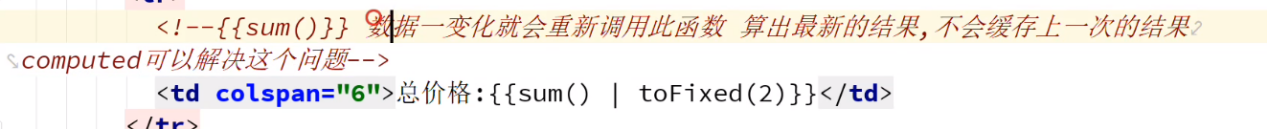 <tr>
<!--{{sum()}} 数据一变化就会重新调用此函数 算出最新的结果,不会缓存上一次的结果
computed可以解决这个问题-->
<td colspan="6">总价格:{{sum() | toFixed(2)}}</td>
</tr>